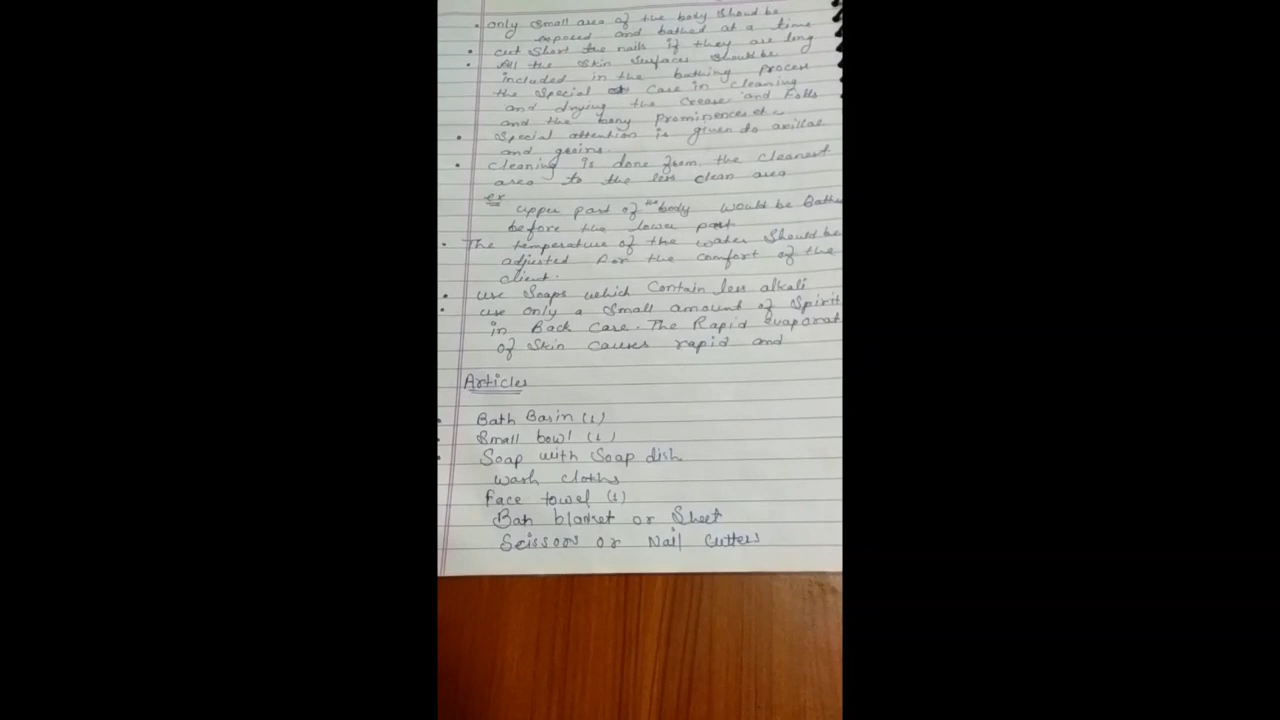 • only small area of the body should be
exposed and bathed at a time
• cut short the nails if they are long
• All the skin surfaces should be
included in the bathing process
the special care in cleaning
and drying the crease and Folls
and the bony prominences etc
• Special attention is given to axillae
and groins.
• cleaning is done from the cleanest
area to the less clean area
ex
upper part of the body would be Bathe
before the lower part
• The temperature of the water should be
adjusted for the comfort of the
client.
• use soaps which contain less alkali
• use only a small amount of spirit
in Back care. The Rapid evaporat
of skin causes rapid and
Articles
• Bath Basin (1)
• Small bowl (1)
• Soap with Soap dish
wash cloths
Face towel (1)
Bath blanket or Sheet
Scissors or Nail cutters